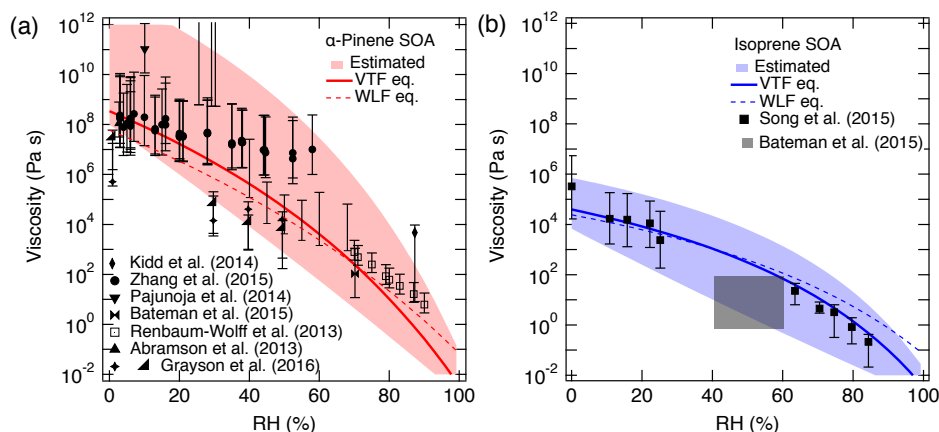 (a)
α-Pinene SOA
Estimated
VTF eq.
WLF eq.
10^12
10^10
10^8
10^6
10^4
10^2
10^0
10^-2
Viscosity (Pa s)
Kidd et al. (2014)
Zhang et al. (2015)
Pajunoja et al. (2014)
Bateman et al. (2015)
Renbaum-Wolff et al. (2013)
Abramson et al. (2013)
Grayson et al. (2016)
0 20 40 60 80 100
RH (%)
(b)
Isoprene SOA
Estimated
VTF eq.
WLF eq.
Song et al. (2015)
Bateman et al. (2015)
10^12
10^10
10^8
10^6
10^4
10^2
10^0
10^-2
Viscosity (Pa s)
0 20 40 60 80 100
RH (%)